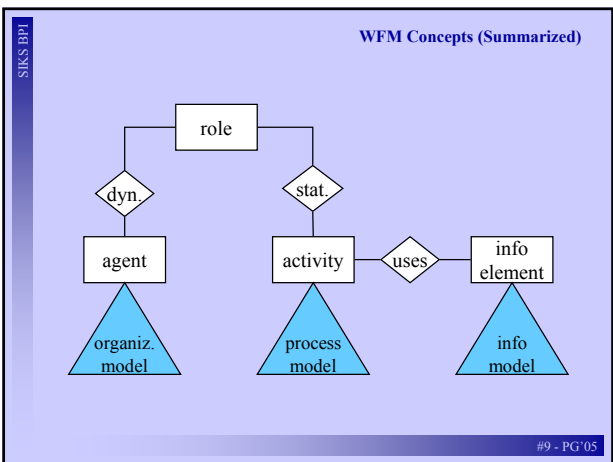 SIKS BPI
WFM Concepts (Summarized)
role
dyn.
stat.
agent
activity
uses
info
element
organiz.
model
process
model
info
model
#9 - PG'05